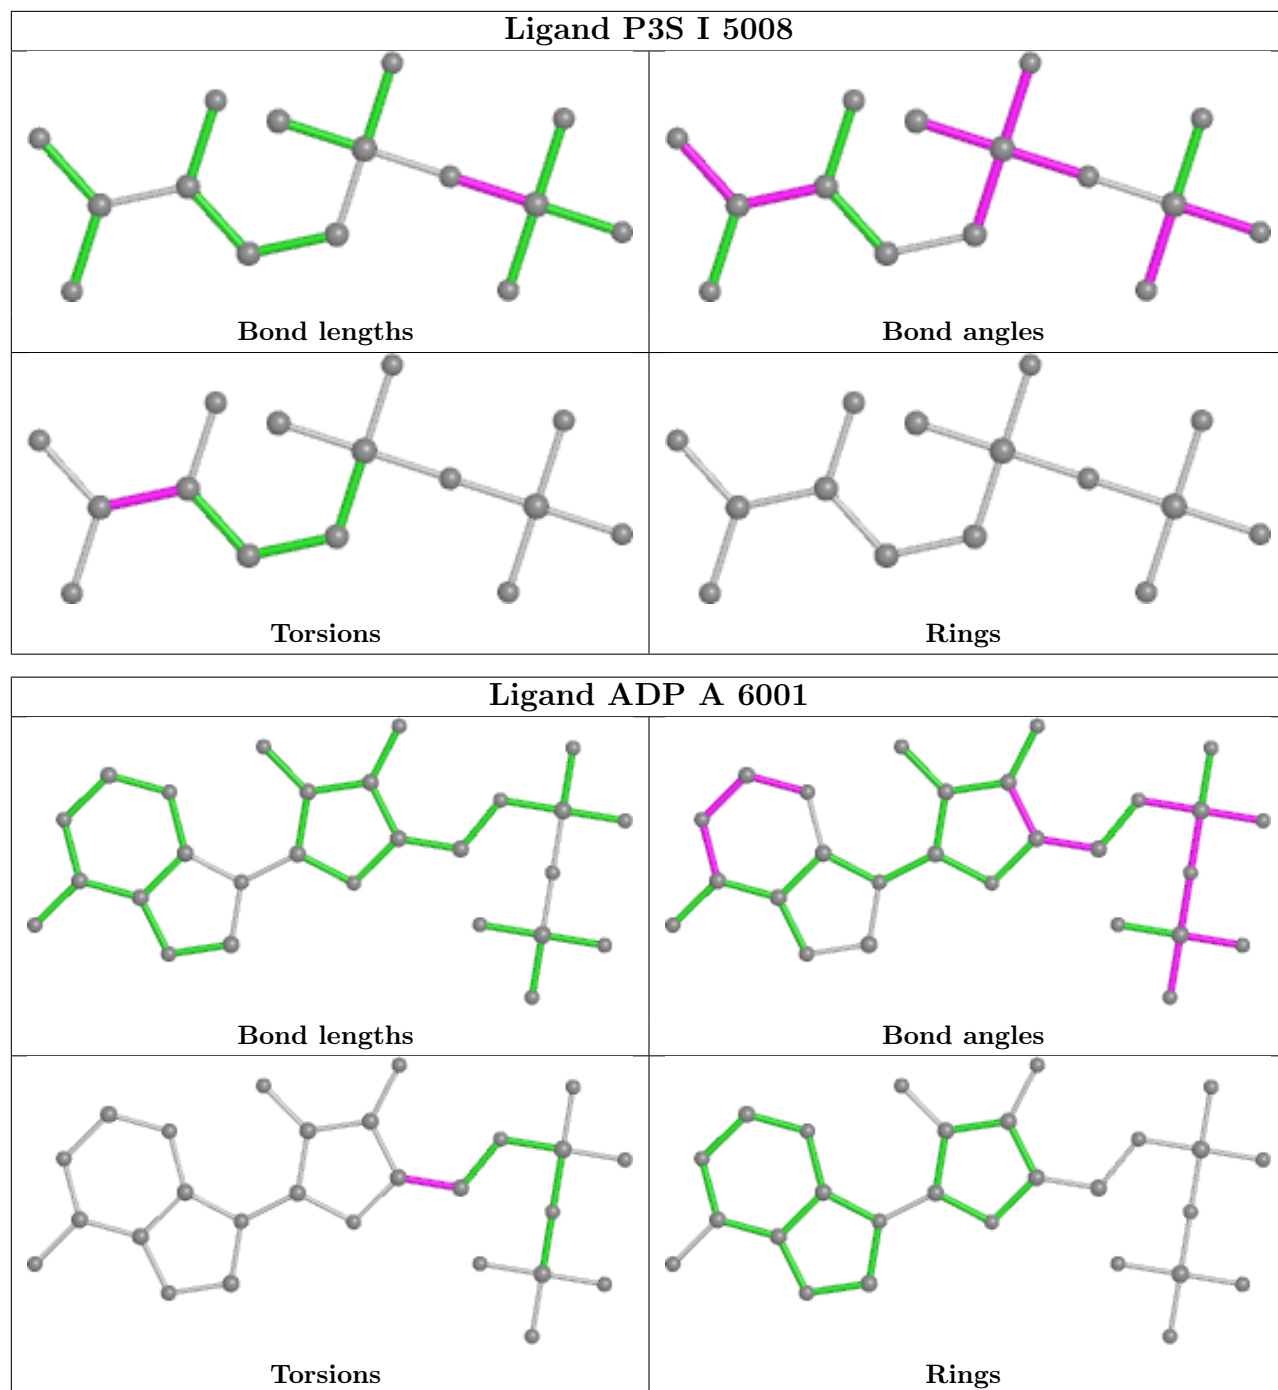 Ligand P3S I 5008
Bond lengths
Bond angles
Torsions
Rings
Ligand ADP A 6001
Bond lengths
Bond angles
Torsions
Rings